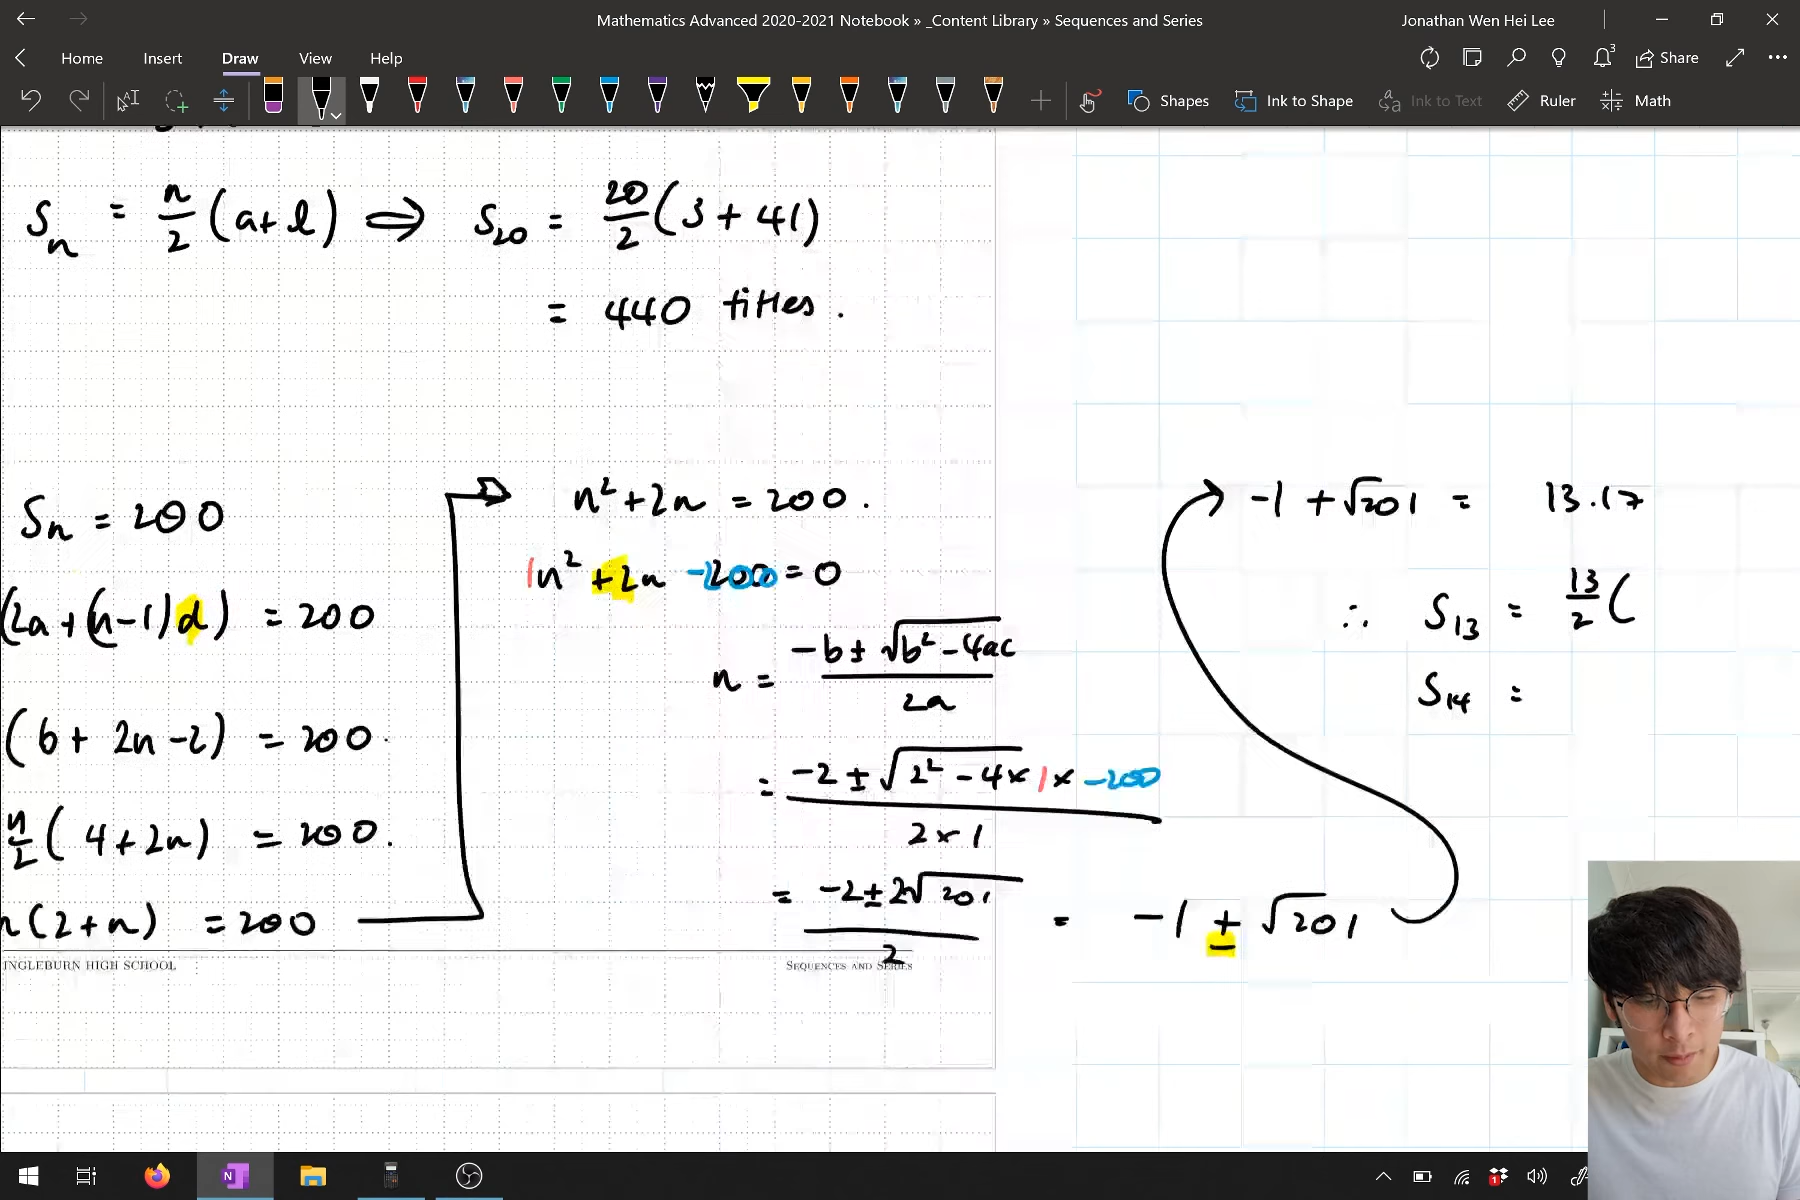 Mathematics Advanced 2020-2021 Notebook » _Content Library » Sequences and Series
Jonathan Wen Hei Lee
Home Insert Draw View Help
3
Share
Shapes Ink to Shape Ink to Text Ruler Math
Sn = n/2 (a+l) ⇒ S20 = 20/2 (3 + 41)
= 440 titles.
Sn = 200
(2a + (n-1)d) = 200
(6 + 2n - 2) = 200.
n/2 (4 + 2n) = 200.
n(2+n) = 200
n² + 2n = 200.
1n² + 2n - 200 = 0
n = -b ± √b² - 4ac / 2a
= -2 ± √2² - 4 × 1 × -200 / 2 × 1
= -2 ± 2√201 / 2 = -1 ± √201
-1 + √201 = 13.17
∴ S13 = 13/2 (
S14 =
INGLEBURN HIGH SCHOOL
SEQUENCES AND SERIES
N
1